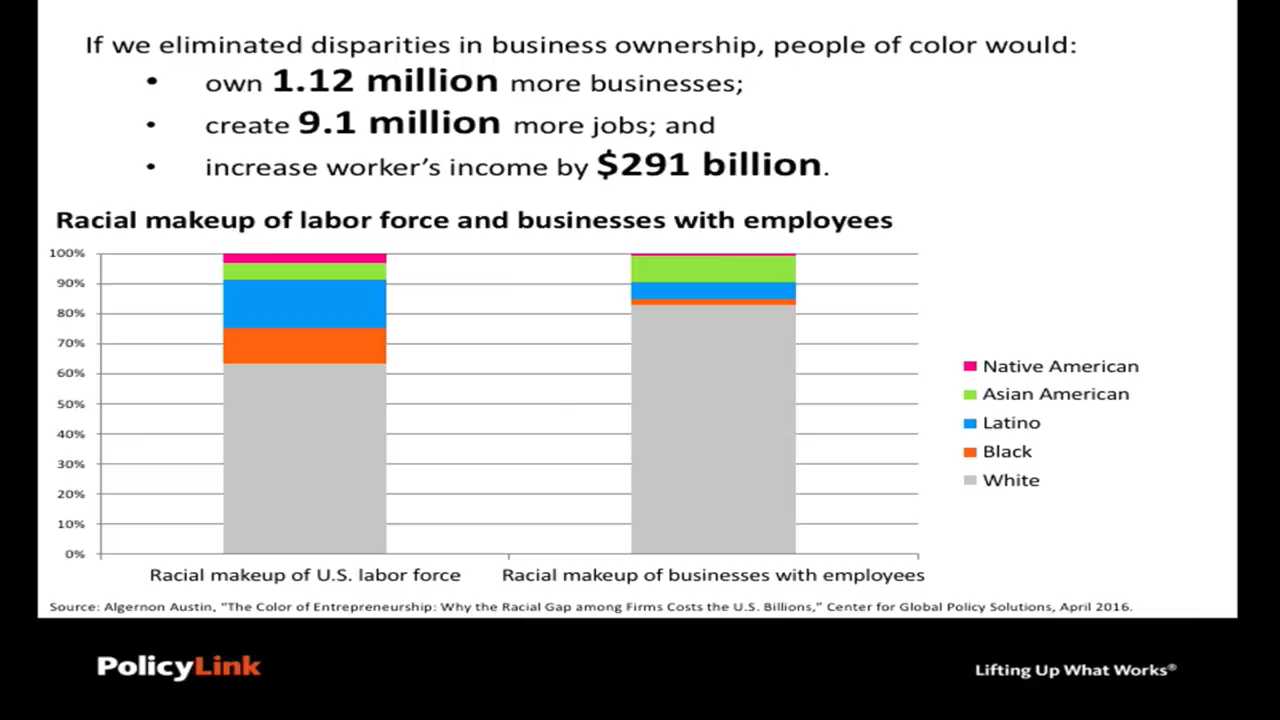 If we eliminated disparities in business ownership, people of color would:
• own 1.12 million more businesses;
• create 9.1 million more jobs; and
• increase worker's income by $291 billion.
Racial makeup of labor force and businesses with employees
100%
90%
80%
70%
60%
50%
40%
30%
20%
10%
0%
Native American
Asian American
Latino
Black
White
Racial makeup of U.S. labor force
Racial makeup of businesses with employees
Source: Algernon Austin, "The Color of Entrepreneurship: Why the Racial Gap among Firms Costs the U.S. Billions," Center for Global Policy Solutions, April 2016.
PolicyLink
Lifting Up What Works®